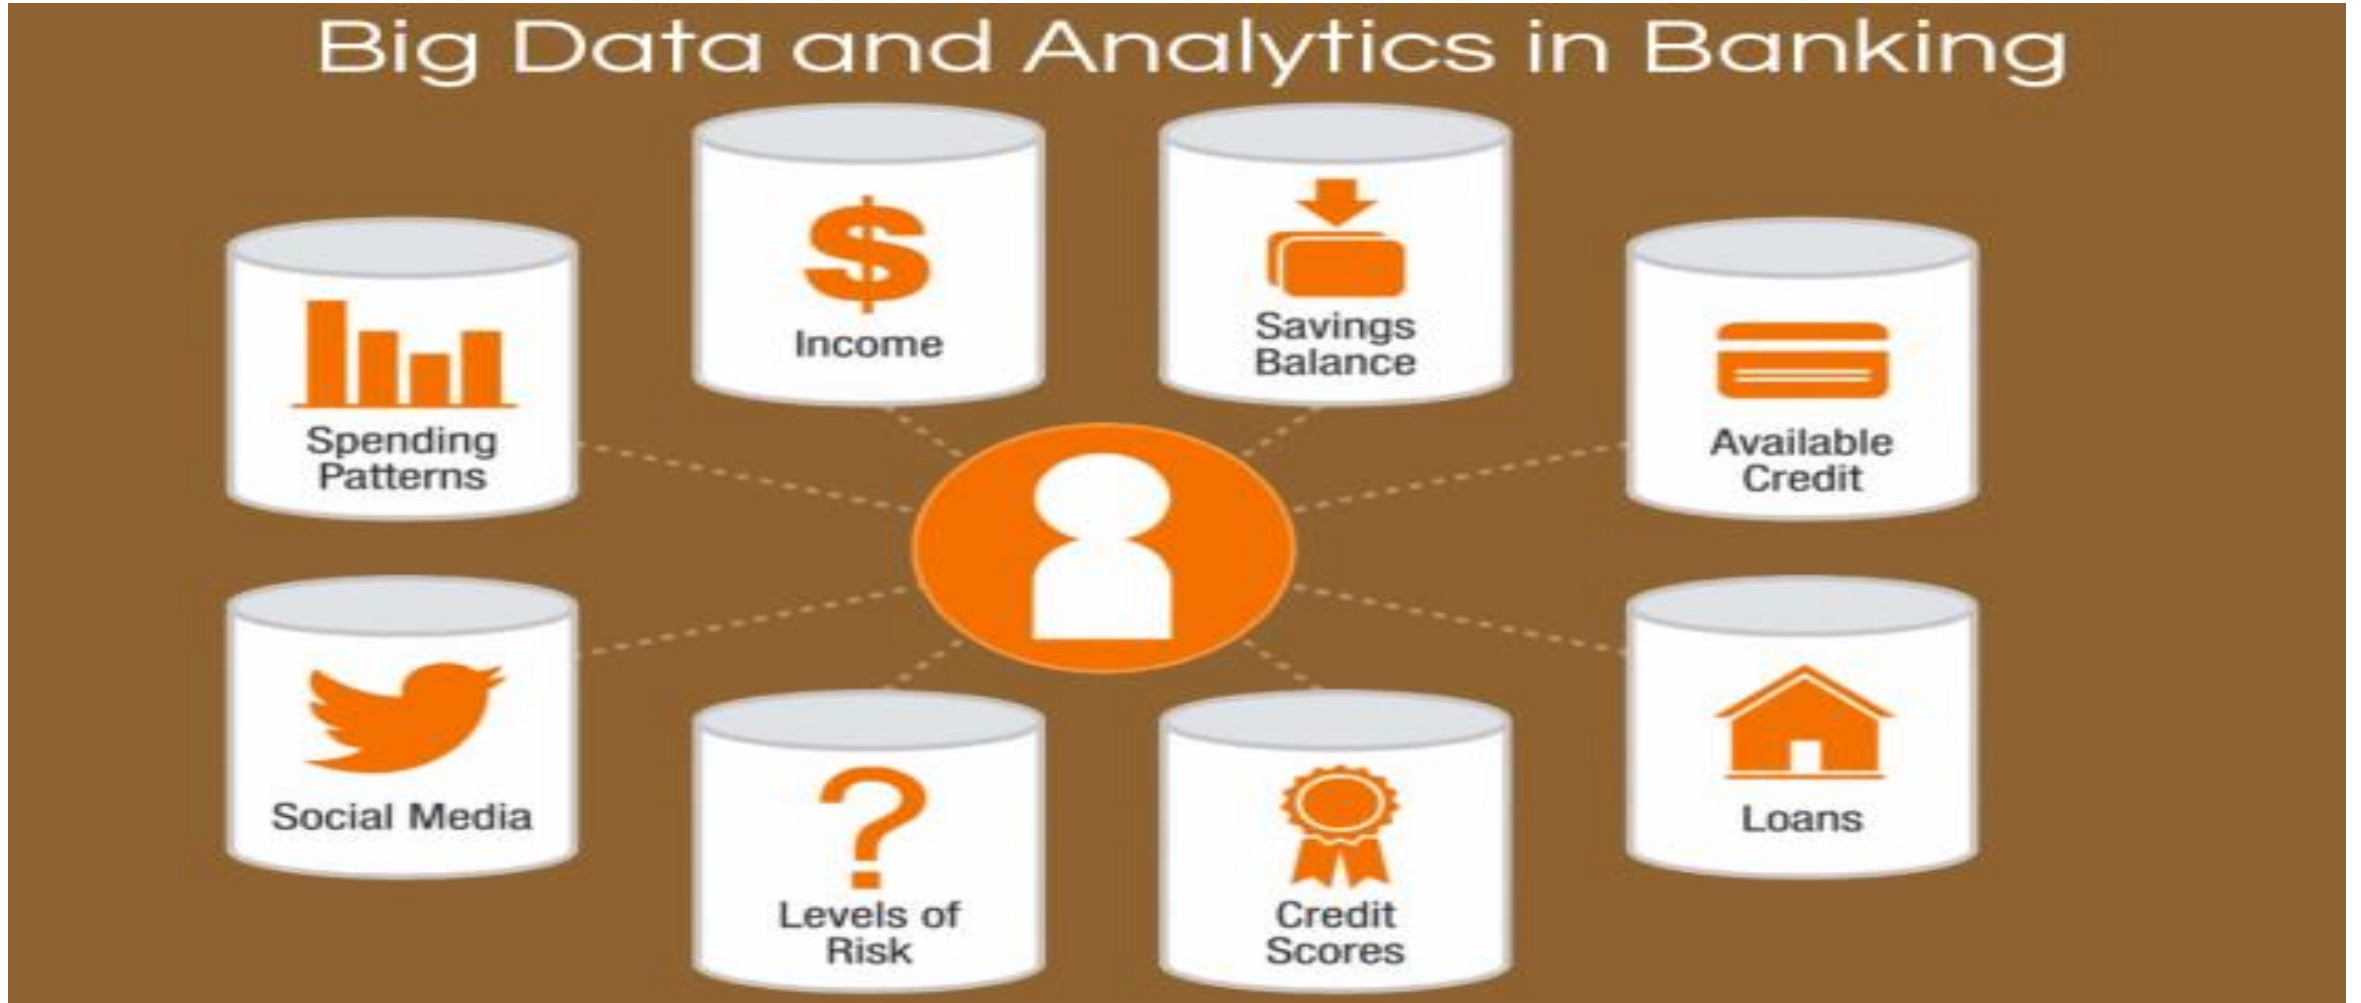 Big Data and Analytics in Banking
Income
Savings
Balance
Spending
Patterns
Available
Credit
Social Media
Loans
Levels of
Risk
Credit
Scores